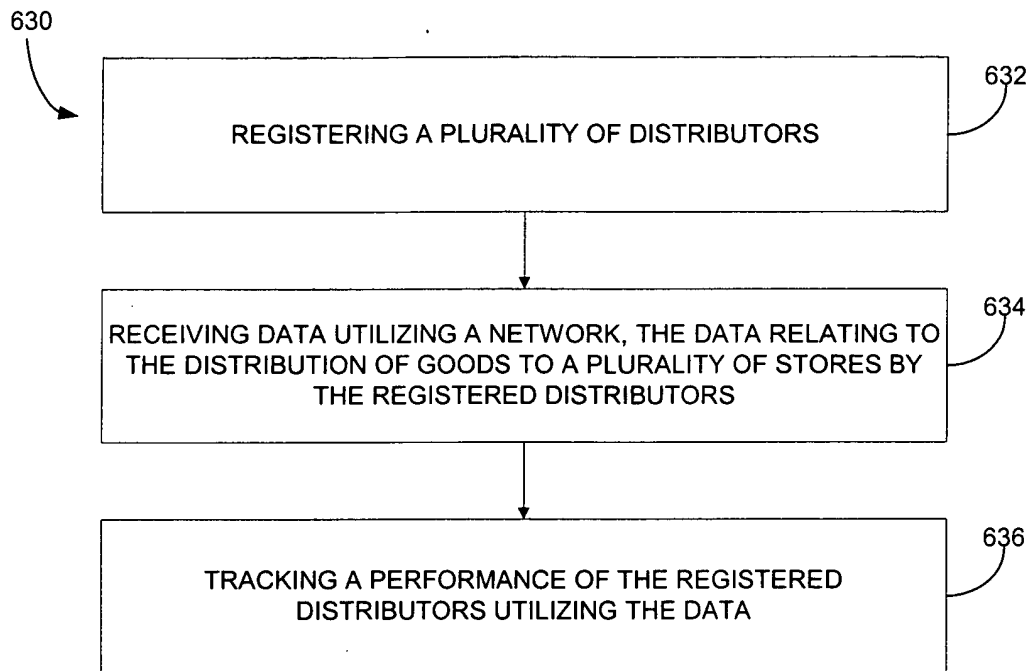 630
632
REGISTERING A PLURALITY OF DISTRIBUTORS
634
RECEIVING DATA UTILIZING A NETWORK, THE DATA RELATING TO
THE DISTRIBUTION OF GOODS TO A PLURALITY OF STORES BY
THE REGISTERED DISTRIBUTORS
636
TRACKING A PERFORMANCE OF THE REGISTERED
DISTRIBUTORS UTILIZING THE DATA